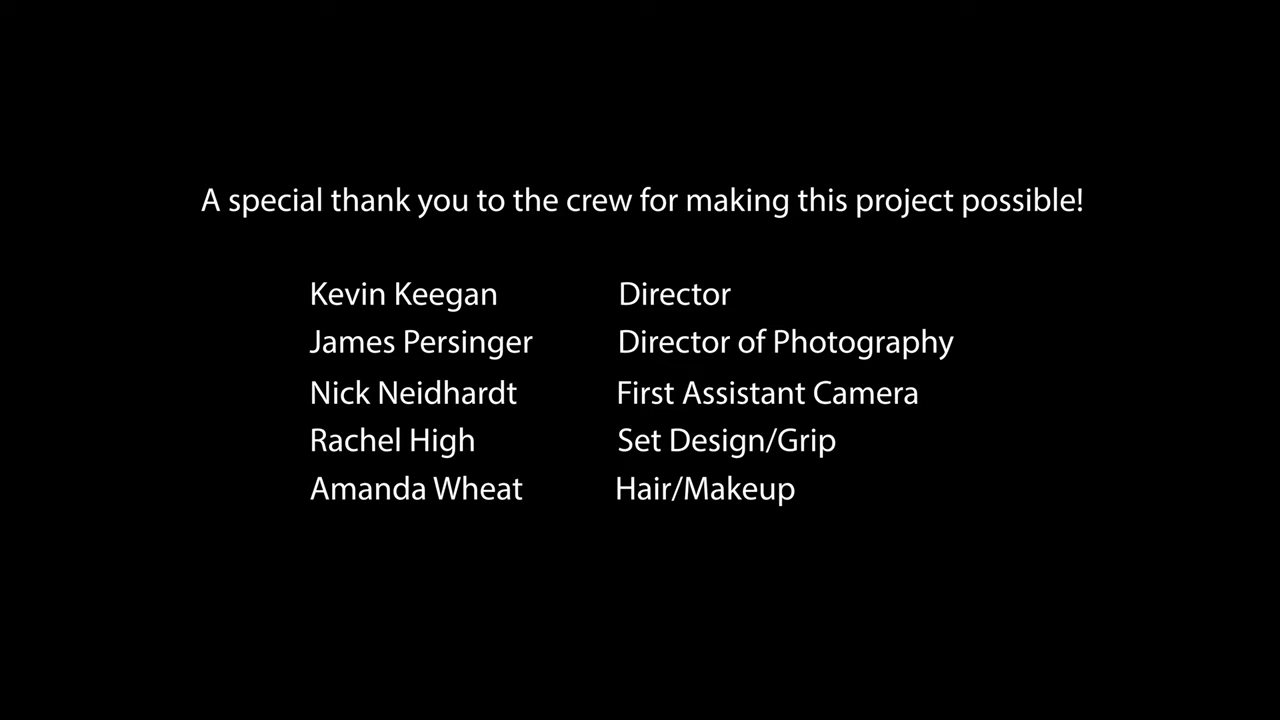 A special thank you to the crew for making this project possible!
Kevin Keegan Director
James Persinger Director of Photography
Nick Neidhardt First Assistant Camera
Rachel High Set Design/Grip
Amanda Wheat Hair/Makeup